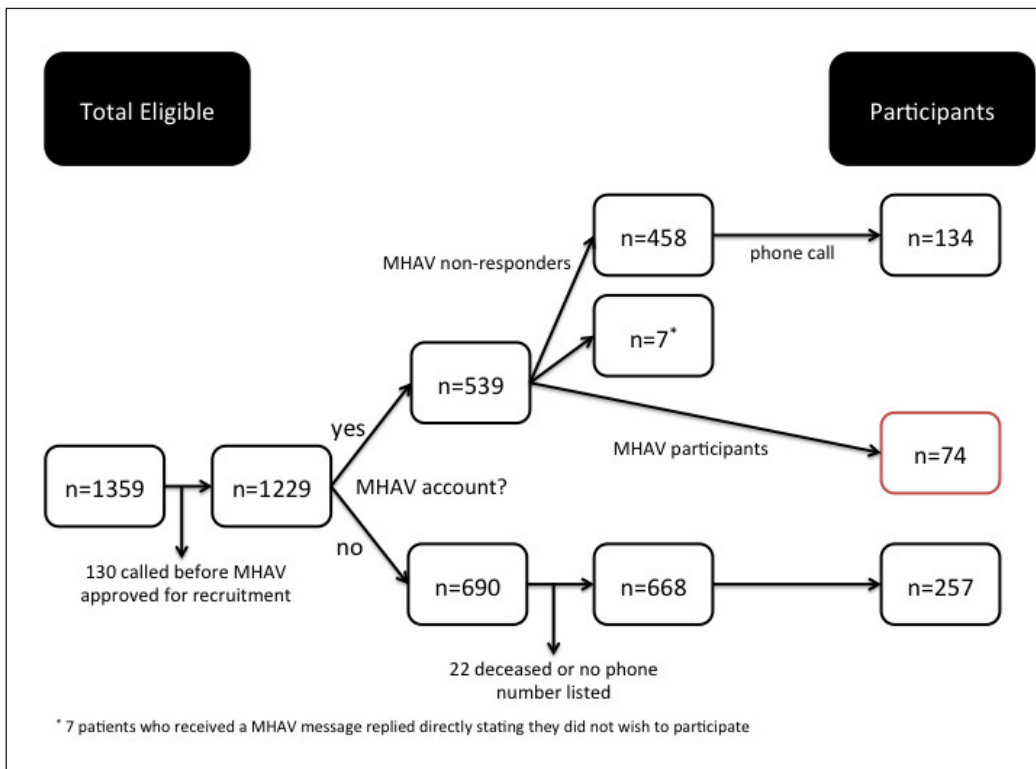 Total Eligible
Participants
n=458
n=134
MHAV non-responders
phone call
n=7*
n=539
yes
MHAV participants
n=74
n=1359
n=1229
MHAV account?
no
130 called before MHAV
approved for recruitment
n=690
n=668
n=257
22 deceased or no phone
number listed
* 7 patients who received a MHAV message replied directly stating they did not wish to participate